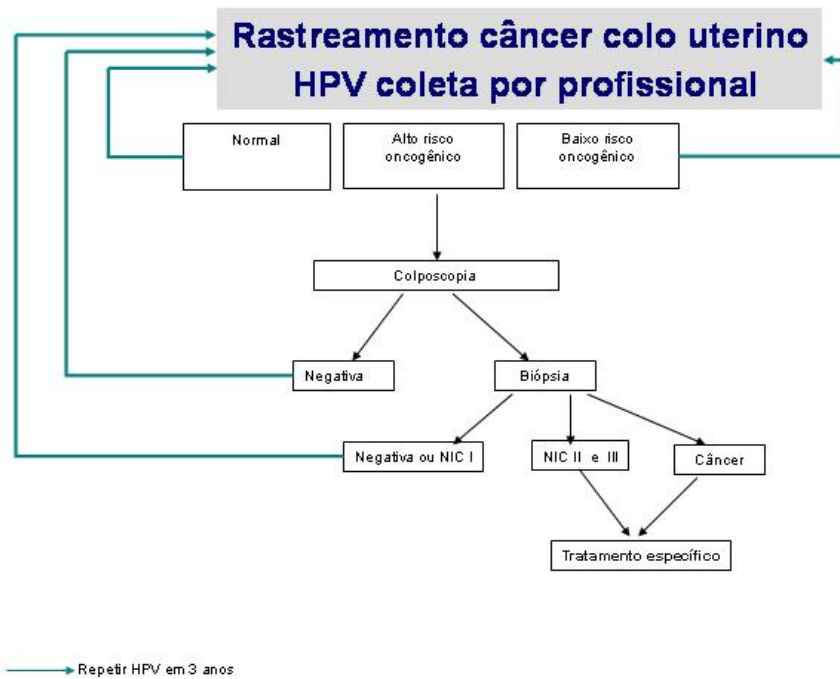 Rastreamento câncer colo uterino
HPV coleta por profissional
Normal
Alto risco
oncogênico
Baixo risco
oncogênico
Colposcopia
Negativa
Biópsia
Negativa ou NIC I
NIC II e III
Câncer
Tratamento específico
Repetir HPV em 3 anos